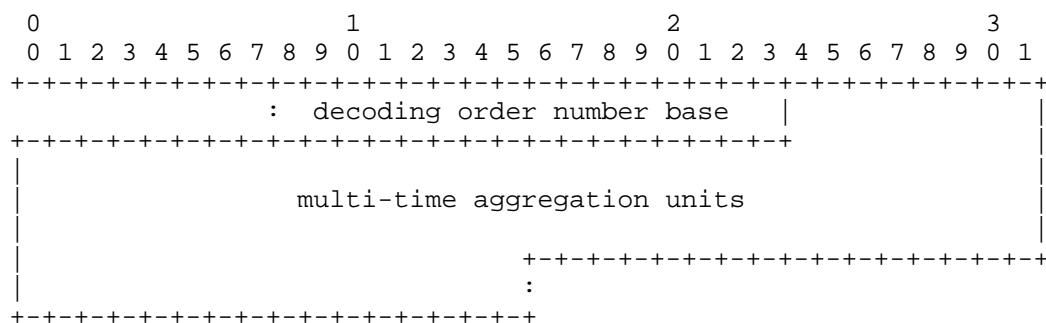 0                   1                   2                   3
0 1 2 3 4 5 6 7 8 9 0 1 2 3 4 5 6 7 8 9 0 1 2 3 4 5 6 7 8 9 0 1
+-+-+-+-+-+-+-+-+-+-+-+-+-+-+-+-+-+-+-+-+-+-+-+-+-+-+-+-+-+-+-+-+
:  decoding order number base   |               |
+-+-+-+-+-+-+-+-+-+-+-+-+-+-+-+-+-+-+-+-+-+-+-+-+               |
|                                                               |
|                 multi-time aggregation units                  |
|                                                               |
|                               +-+-+-+-+-+-+-+-+-+-+-+-+-+-+-+-+
|                               :
+-+-+-+-+-+-+-+-+-+-+-+-+-+-+-+-+